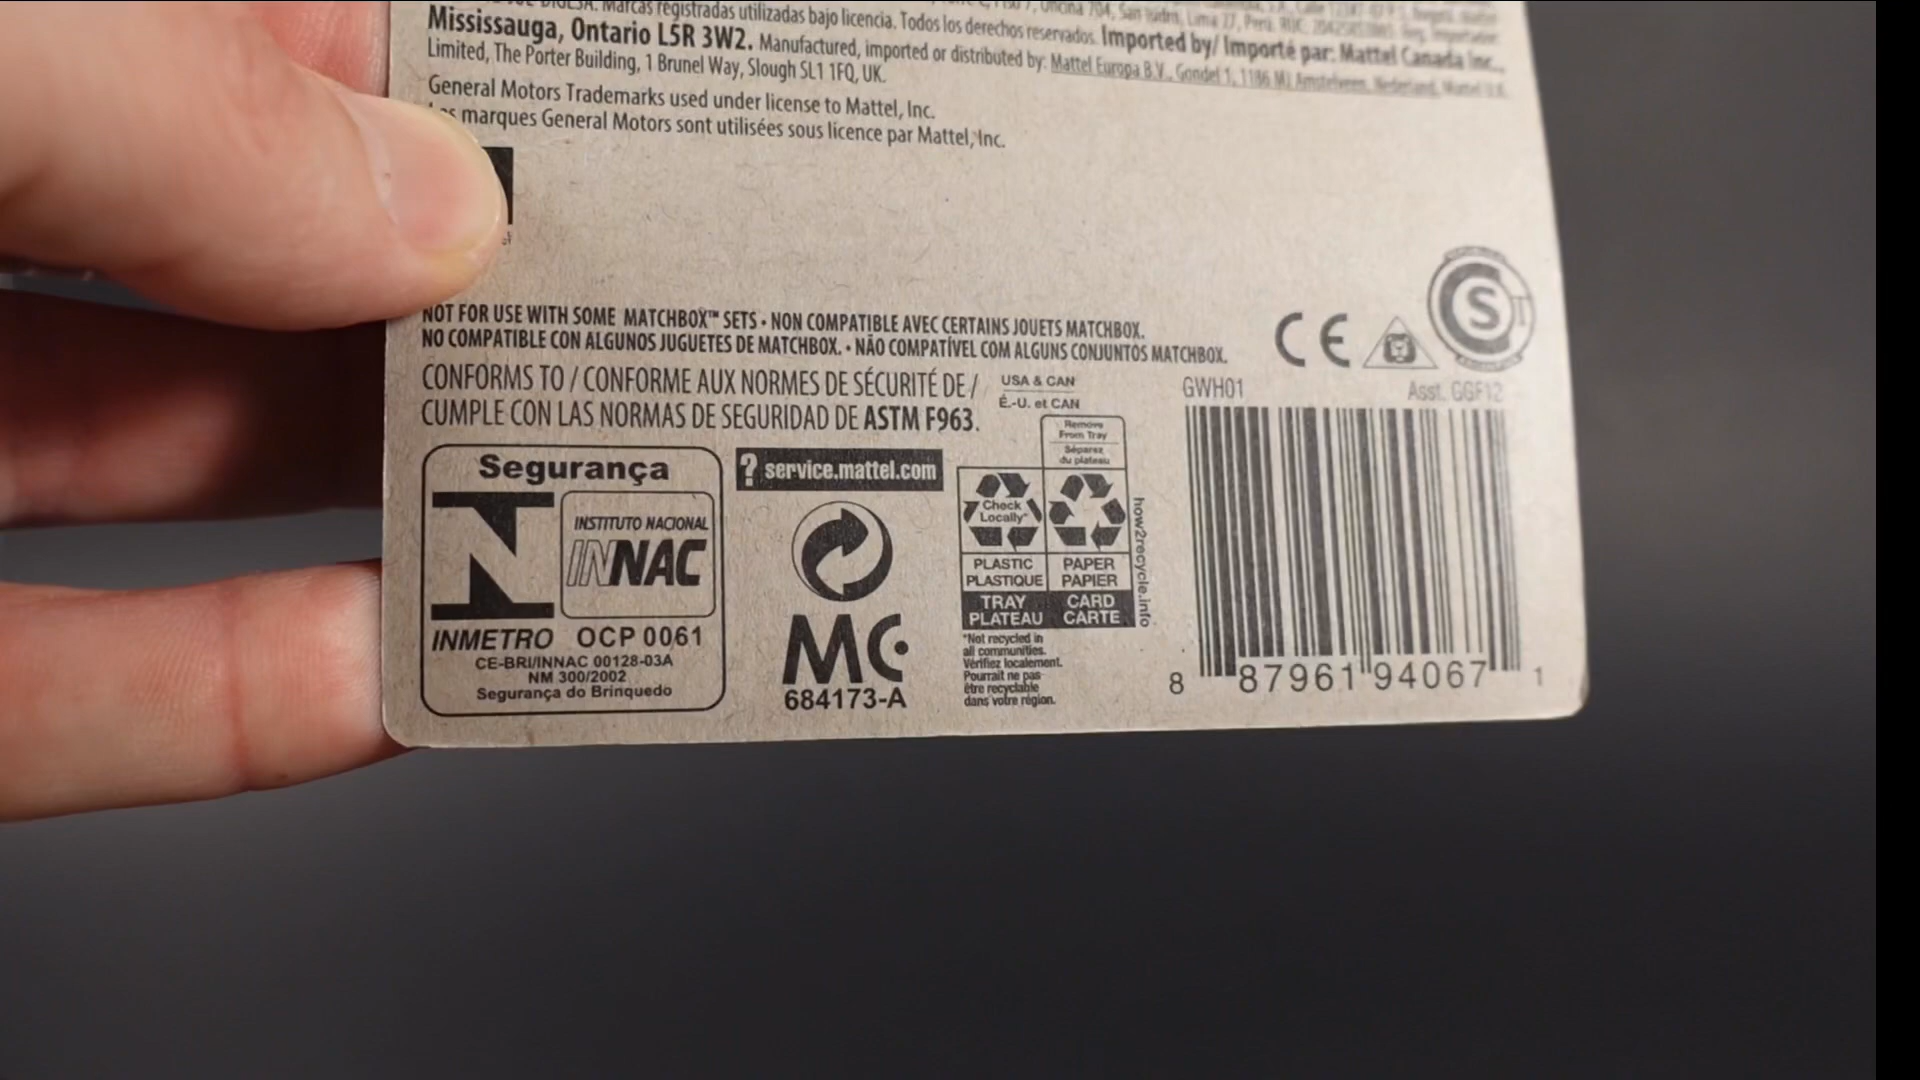 Marcas registradas utilizadas bajo licencia. Todos los derechos reservados. Imported by/ Importé par: Mattel Canada Inc.,
Mississauga, Ontario L5R 3W2. Manufactured, imported or distributed by: Mattel Europa B.V., Gondel 1, 1186 MJ Amstelveen, Nederland. Mattel U.K.
Limited, The Porter Building, 1 Brunel Way, Slough SL1 1FQ, UK.
General Motors Trademarks used under license to Mattel, Inc.
marques General Motors sont utilisées sous licence par Mattel, Inc.
NOT FOR USE WITH SOME MATCHBOX™ SETS • NON COMPATIBLE AVEC CERTAINS JOUETS MATCHBOX.
NO COMPATIBLE CON ALGUNOS JUGUETES DE MATCHBOX. • NÃO COMPATÍVEL COM ALGUNS CONJUNTOS MATCHBOX.
CONFORMS TO / CONFORME AUX NORMES DE SÉCURITÉ DE /
CUMPLE CON LAS NORMAS DE SEGURIDAD DE ASTM F963.
CE
Segurança
INSTITUTO NACIONAL
INNAC
INMETRO OCP 0061
CE-BRI/INNAC 00128-03A
NM 300/2002
Segurança do Brinquedo
? service.mattel.com
MC
684173-A
USA & CAN
É.-U. et CAN
Remove
From Tray
Séparez
du plateau
Check
Locally*
PLASTIC
PLASTIQUE
TRAY
PLATEAU
PAPER
PAPIER
CARD
CARTE
how2recycle.info
*Not recycled in
all communities.
Vérifiez localement.
Pourrait ne pas
être recyclable
dans votre région.
GWH01 Asst. GGF12
8 87961 94067 1